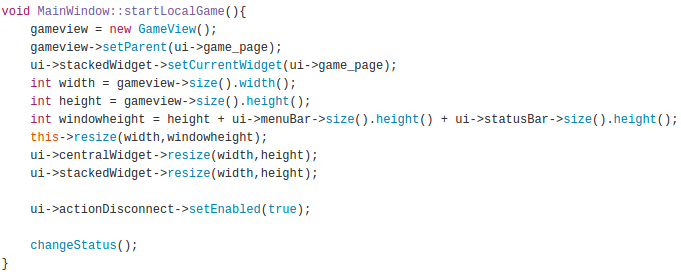 void MainWindow::startLocalGame(){
    gameview = new GameView();
    gameview->setParent(ui->game_page);
    ui->stackedWidget->setCurrentWidget(ui->game_page);
    int width = gameview->size().width();
    int height = gameview->size().height();
    int windowheight = height + ui->menuBar->size().height() + ui->statusBar->size().height();
    this->resize(width,windowheight);
    ui->centralWidget->resize(width,height);
    ui->stackedWidget->resize(width,height);

    ui->actionDisconnect->setEnabled(true);

    changeStatus();
}